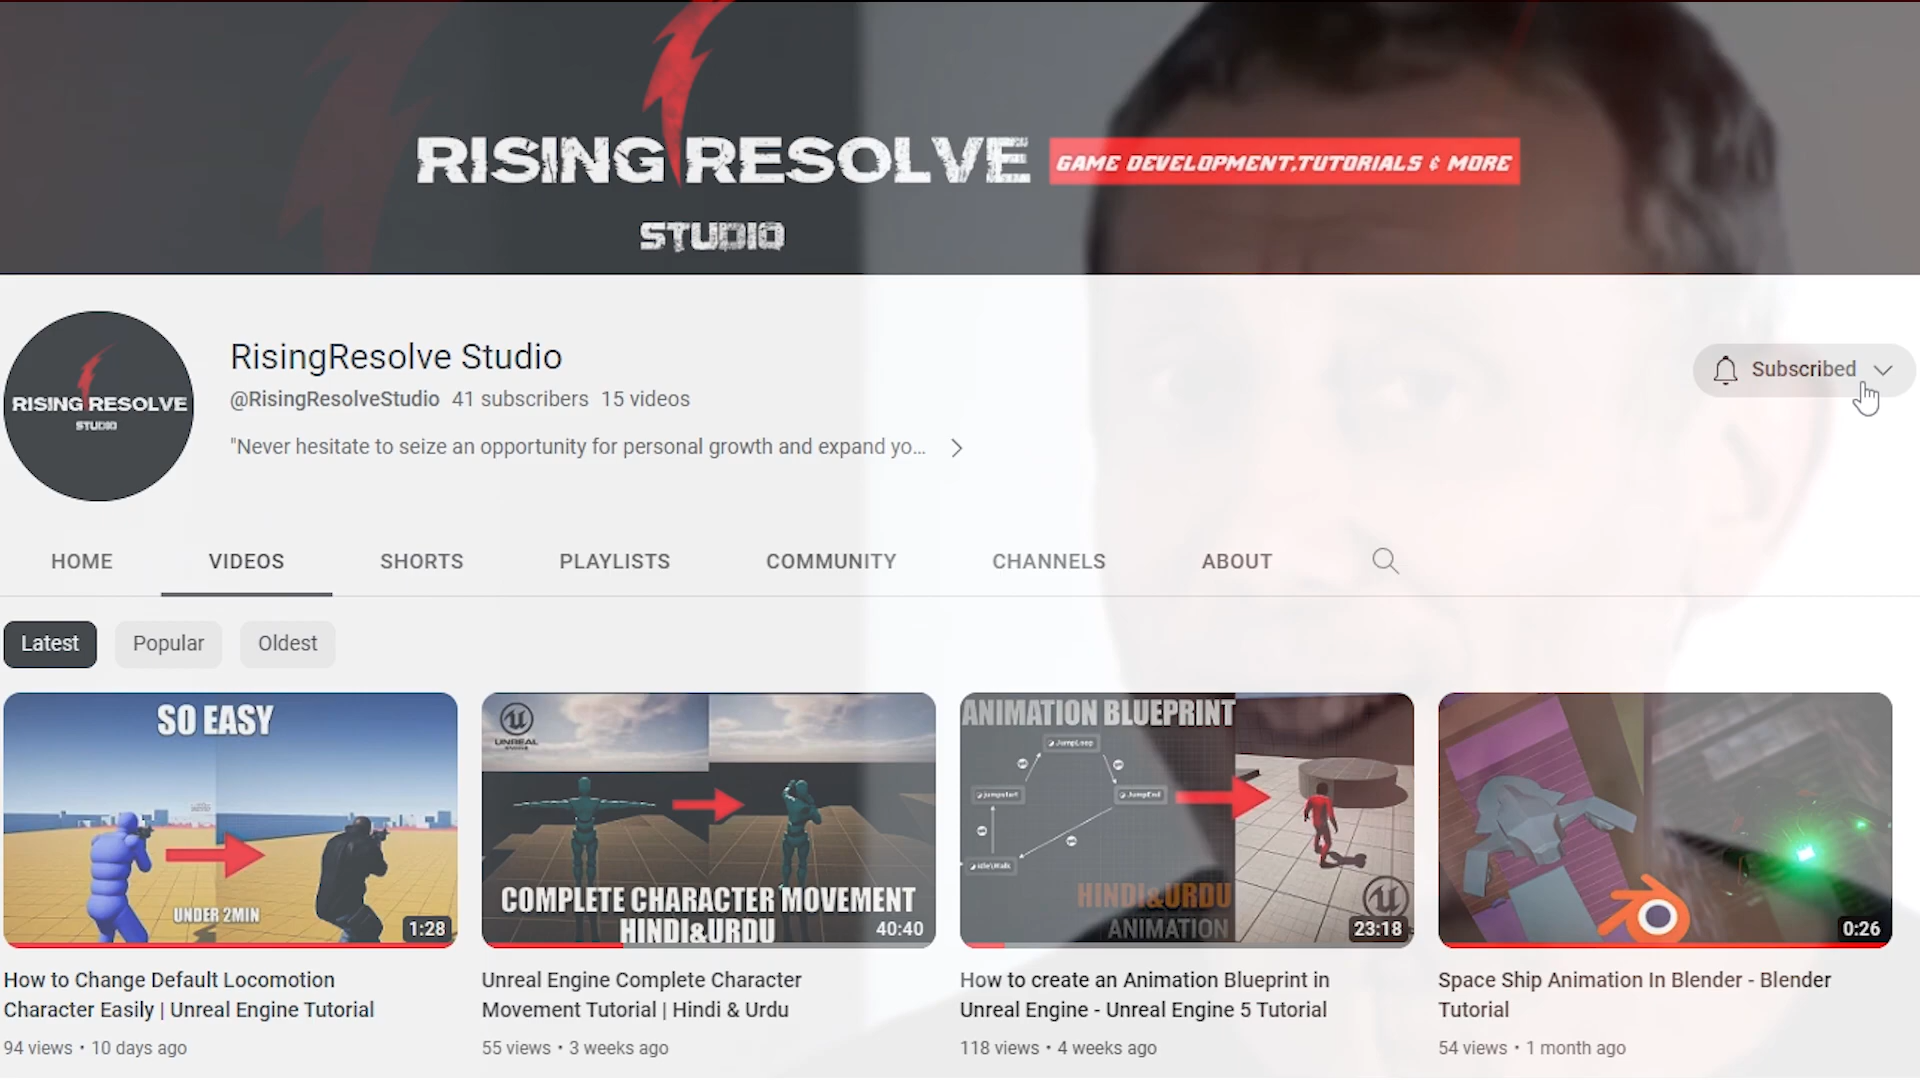 RISING RESOLVE
GAME DEVELOPMENT,TUTORIALS & MORE
STUDIO
RISING RESOLVE
STUDIO
RisingResolve Studio
@RisingResolveStudio 41 subscribers 15 videos
"Never hesitate to seize an opportunity for personal growth and expand yo...
Subscribed
HOME
VIDEOS
SHORTS
PLAYLISTS
COMMUNITY
CHANNELS
ABOUT
Latest
Popular
Oldest
SO EASY
UNDER 2MIN
1:28
UNREAL
COMPLETE CHARACTER MOVEMENT
HINDI&URDU
40:40
ANIMATION BLUEPRINT
JumpLoop
jumpstart
JumpEnd
idle\Walk
HINDI&URDU
ANIMATION
23:18
0:26
How to Change Default Locomotion
Character Easily | Unreal Engine Tutorial
94 views • 10 days ago
Unreal Engine Complete Character
Movement Tutorial | Hindi & Urdu
55 views • 3 weeks ago
How to create an Animation Blueprint in
Unreal Engine - Unreal Engine 5 Tutorial
118 views • 4 weeks ago
Space Ship Animation In Blender - Blender
Tutorial
54 views • 1 month ago